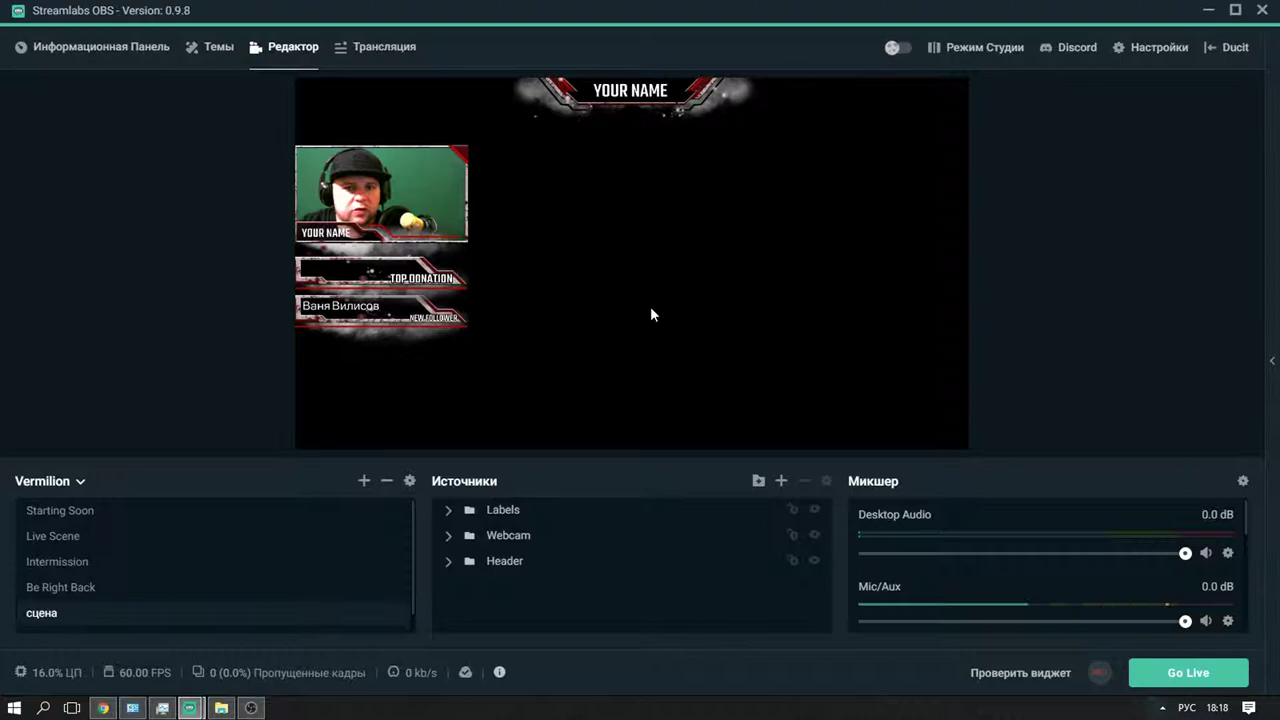 Streamlabs OBS - Version: 0.9.8
Информационная Панель
Темы
Редактор
Трансляция
Режим Студии
Discord
Настройки
Ducit
YOUR NAME
YOUR NAME
TOP DONATION
Ваня Вилисов
NEW FOLLOWER
Vermilion
Starting Soon
Live Scene
Intermission
Be Right Back
сцена
Источники
Labels
Webcam
Header
Микшер
Desktop Audio 0.0 dB
Mic/Aux 0.0 dB
16.0% ЦП
60.00 FPS
0 (0.0%) Пропущенные кадры
0 kb/s
Проверить виджет
REC
Go Live
РУС 18:18